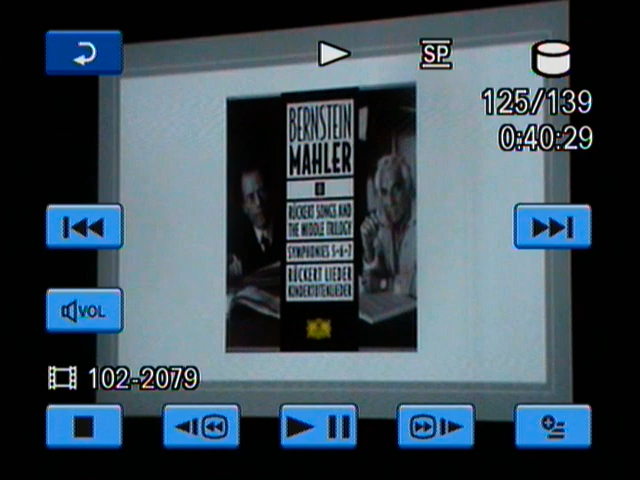 SP
125/139
0:40:29
BERNSTEIN
MAHLER
II
RÜCKERT SONGS AND
THE MIDDLE TRILOGY
SYMPHONIES 5-6-7
RÜCKERT LIEDER
KINDERTOTENLIEDER
VOL
102-2079